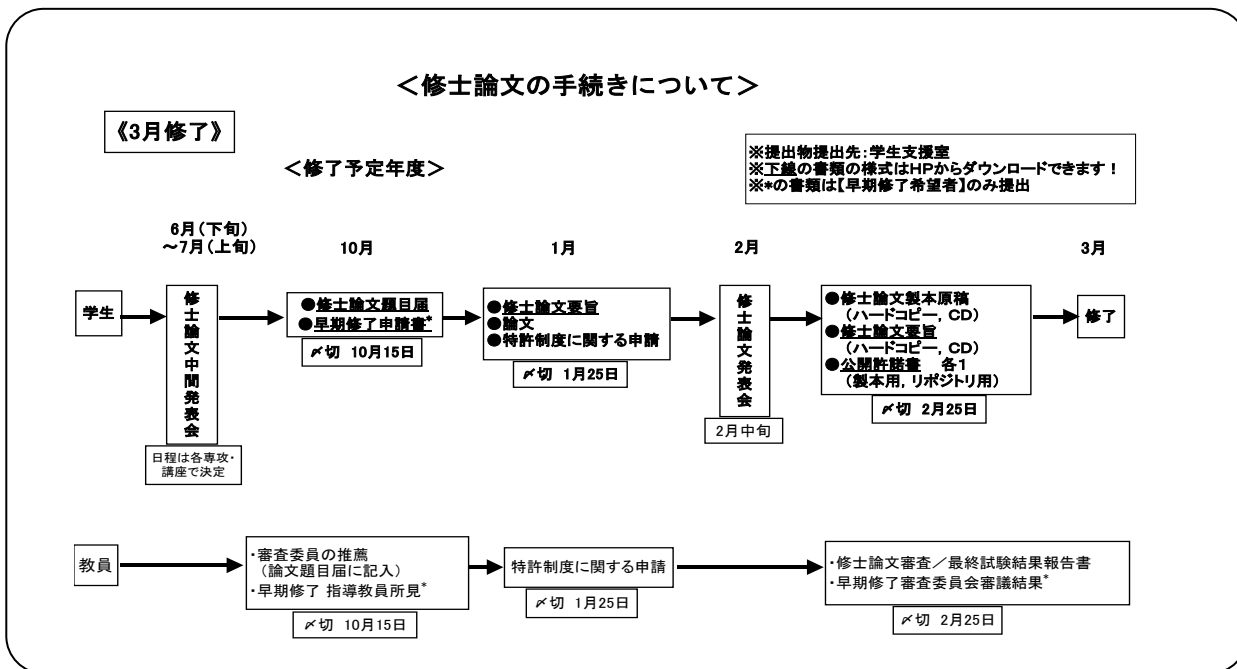 ＜修士論文の手続きについて＞
《3月修了》
＜修了予定年度＞
※提出物提出先：学生支援室
※下線の書類の様式はHPからダウンロードできます！
※*の書類は【早期修了希望者】のみ提出
6月（下旬）
～7月（上旬）
10月
1月
2月
3月
学生
修士論文中間発表会
日程は各専攻・
講座で決定
●修士論文題目届
●早期修了申請書*
〆切 10月15日
●修士論文要旨
●論文
●特許制度に関する申請
〆切 1月25日
修士論文発表会
2月中旬
●修士論文製本原稿
（ハードコピー，CD）
●修士論文要旨
（ハードコピー，CD）
●公開許諾書 各1
（製本用，リポジトリ用）
〆切 2月25日
修了
教員
・審査委員の推薦
（論文題目届に記入）
・早期修了 指導教員所見*
〆切 10月15日
特許制度に関する申請
〆切 1月25日
・修士論文審査／最終試験結果報告書
・早期修了審査委員会審議結果*
〆切 2月25日